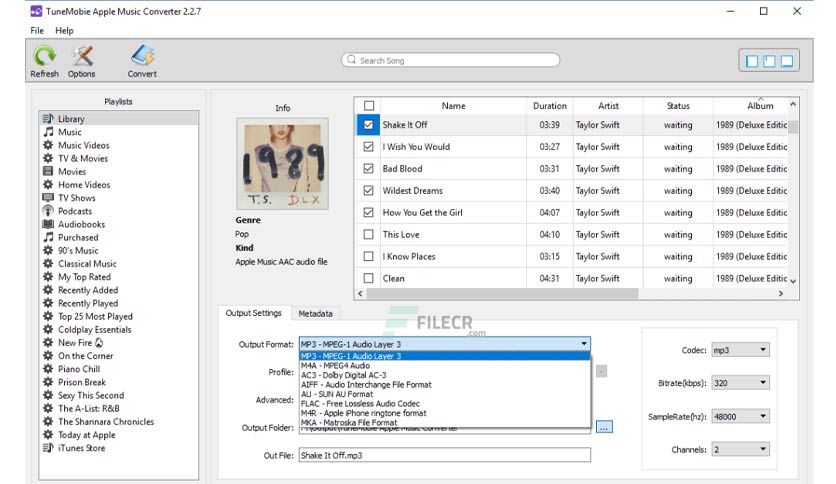 TuneMobie Apple Music Converter 2.2.7
File Help
Refresh Options Convert
Search Song
Playlists
Library
Music
Music Videos
TV & Movies
Movies
Home Videos
TV Shows
Podcasts
Audiobooks
Purchased
90's Music
Classical Music
My Top Rated
Recently Added
Recently Played
Top 25 Most Played
Coldplay Essentials
New Fire
On the Corner
Piano Chill
Prison Break
Sexy This Second
The A-List: R&B
The Shannara Chronicles
Today at Apple
iTunes Store
Info
1989
T.S. DLX
Genre
Pop
Kind
Apple Music AAC audio file
Name Duration Artist Status Album
Shake It Off 03:39 Taylor Swift waiting 1989 (Deluxe Editic
I Wish You Would 03:27 Taylor Swift waiting 1989 (Deluxe Editic
Bad Blood 03:31 Taylor Swift waiting 1989 (Deluxe Editic
Wildest Dreams 03:40 Taylor Swift waiting 1989 (Deluxe Editic
How You Get the Girl 04:07 Taylor Swift waiting 1989 (Deluxe Editic
This Love 04:10 Taylor Swift waiting 1989 (Deluxe Editic
I Know Places 03:15 Taylor Swift waiting 1989 (Deluxe Editic
Clean 04:31 Taylor Swift waiting 1989 (Deluxe Editic
Output Settings Metadata
FILECR
.com
Output Format: MP3 - MPEG-1 Audio Layer 3
MP3 - MPEG-1 Audio Layer 3
M4A - MPEG4 Audio
AC3 - Dolby Digital AC-3
AIFF - Audio Interchange File Format
AU - SUN AU Format
FLAC - Free Lossless Audio Codec
M4R - Apple iPhone ringtone format
MKA - Matroska File Format
Profile:
Advanced:
Output Folder: TuneMobie Apple Music Converter ...
Out File: Shake It Off.mp3
Codec: mp3
Bitrate(kbps): 320
SampleRate(hz): 48000
Channels: 2